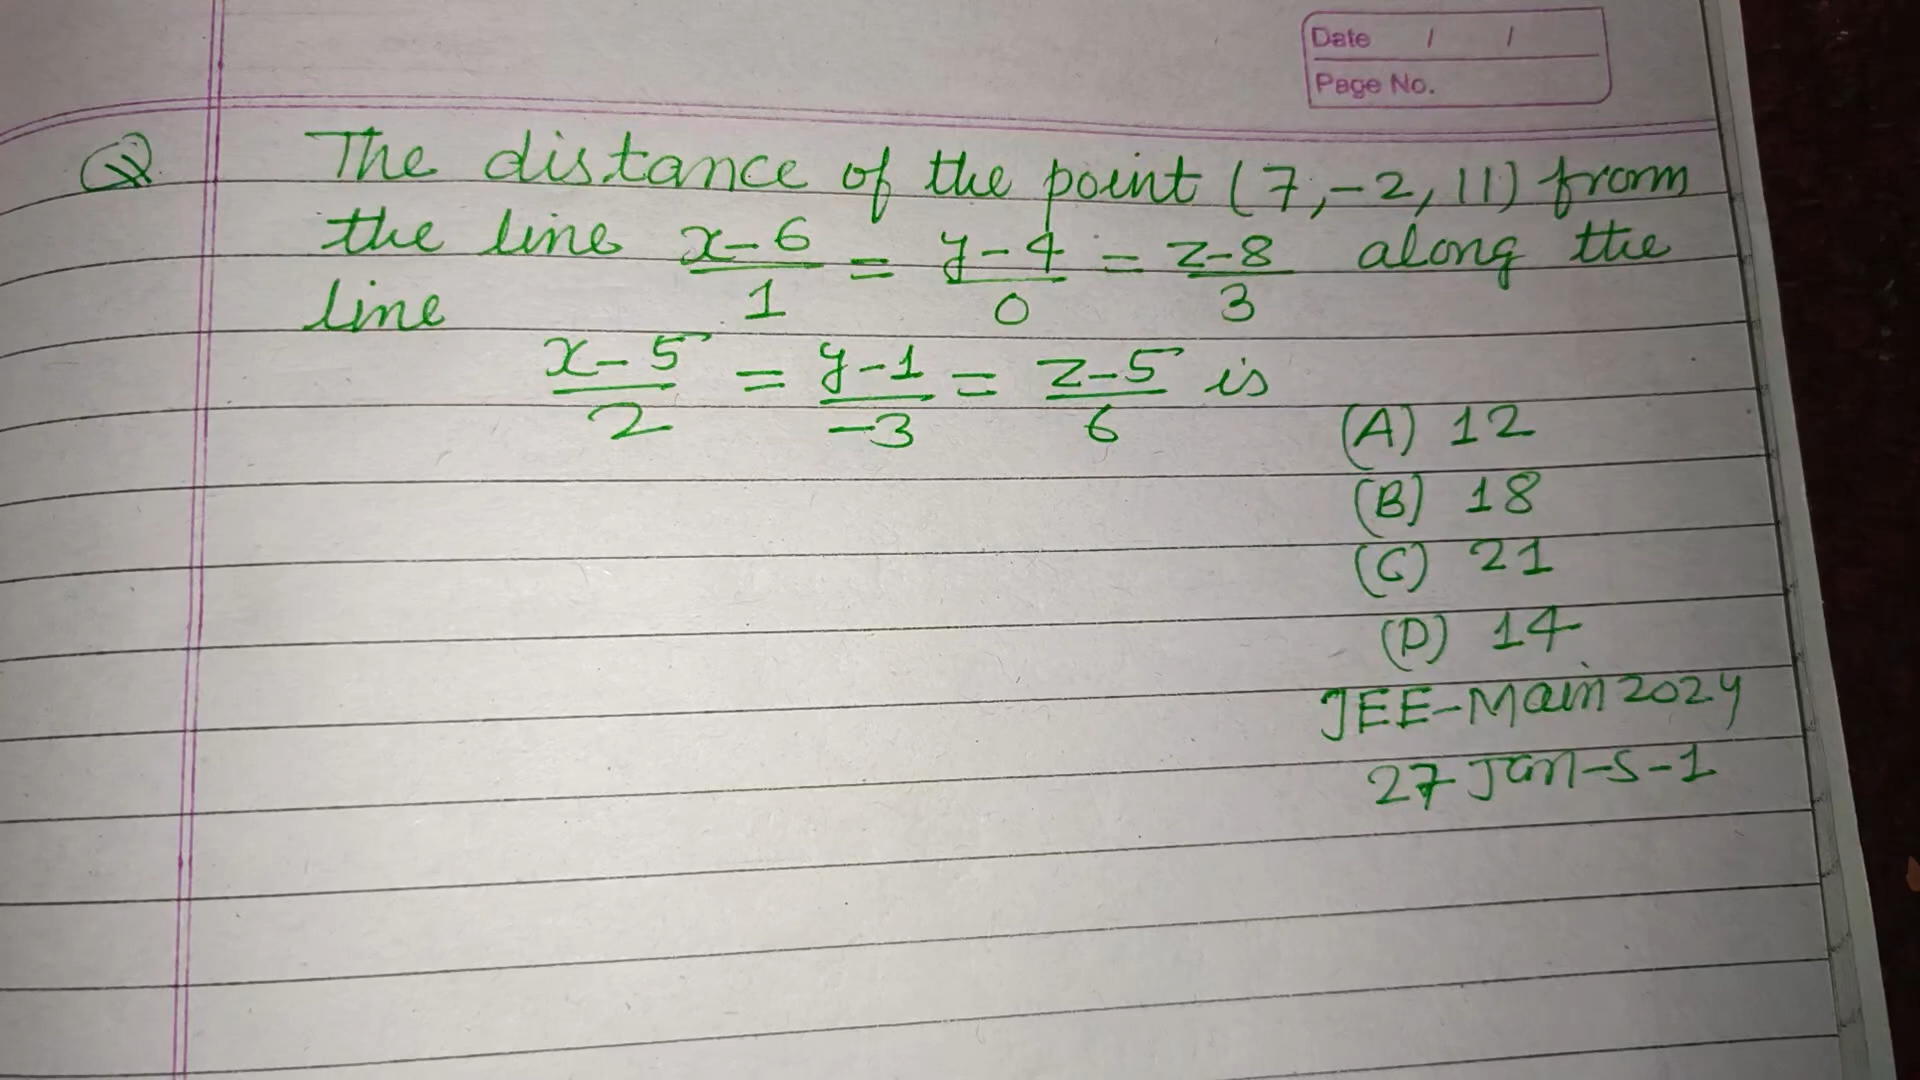 Date / /
Page No.
Q The distance of the point (7,-2, 11) from
the line x-6/1 = y-4/0 = z-8/3 along the
line
x-5/2 = y-1/-3 = z-5/6 is
(A) 12
(B) 18
(C) 21
(D) 14
JEE-Main 2024
27 Jan-S-1